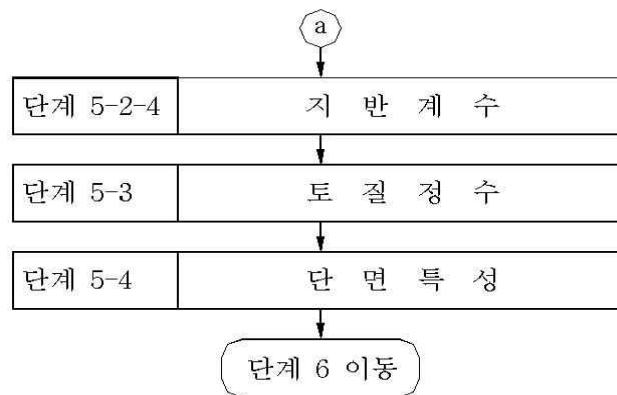 a
단계 5-2-4 지 반 계 수
단계 5-3 토 질 정 수
단계 5-4 단 면 특 성
단계 6 이동